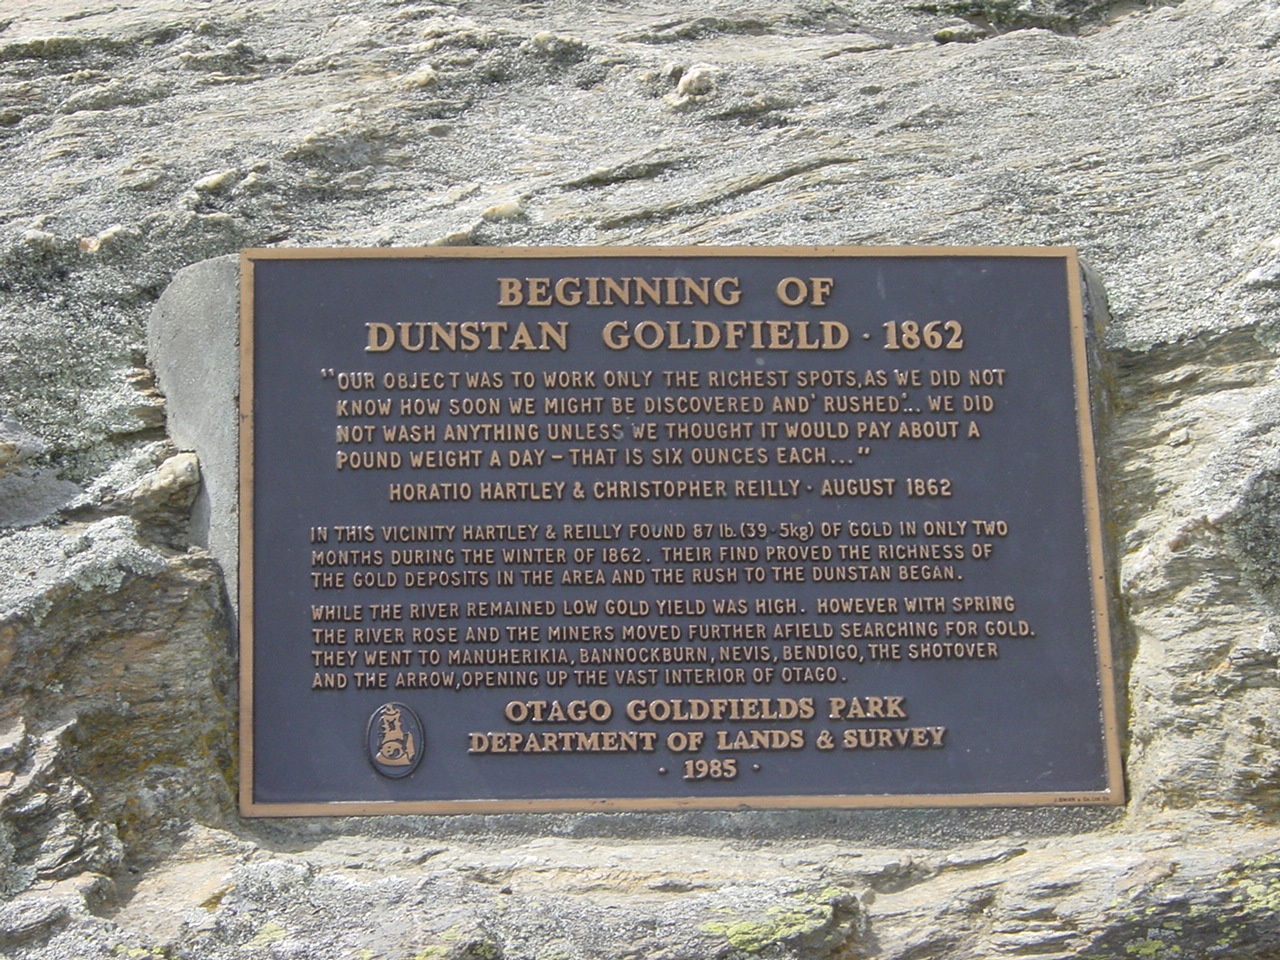 BEGINNING OF
DUNSTAN GOLDFIELD · 1862
"OUR OBJECT WAS TO WORK ONLY THE RICHEST SPOTS, AS WE DID NOT
KNOW HOW SOON WE MIGHT BE DISCOVERED AND 'RUSHED'... WE DID
NOT WASH ANYTHING UNLESS WE THOUGHT IT WOULD PAY ABOUT A
POUND WEIGHT A DAY – THAT IS SIX OUNCES EACH..."
HORATIO HARTLEY & CHRISTOPHER REILLY · AUGUST 1862
IN THIS VICINITY HARTLEY & REILLY FOUND 87 lb. (39·5kg) OF GOLD IN ONLY TWO
MONTHS DURING THE WINTER OF 1862. THEIR FIND PROVED THE RICHNESS OF
THE GOLD DEPOSITS IN THE AREA AND THE RUSH TO THE DUNSTAN BEGAN.
WHILE THE RIVER REMAINED LOW GOLD YIELD WAS HIGH. HOWEVER WITH SPRING
THE RIVER ROSE AND THE MINERS MOVED FURTHER AFIELD SEARCHING FOR GOLD.
THEY WENT TO MANUHERIKIA, BANNOCKBURN, NEVIS, BENDIGO, THE SHOTOVER
AND THE ARROW, OPENING UP THE VAST INTERIOR OF OTAGO.
OTAGO GOLDFIELDS PARK
DEPARTMENT OF LANDS & SURVEY
· 1985 ·